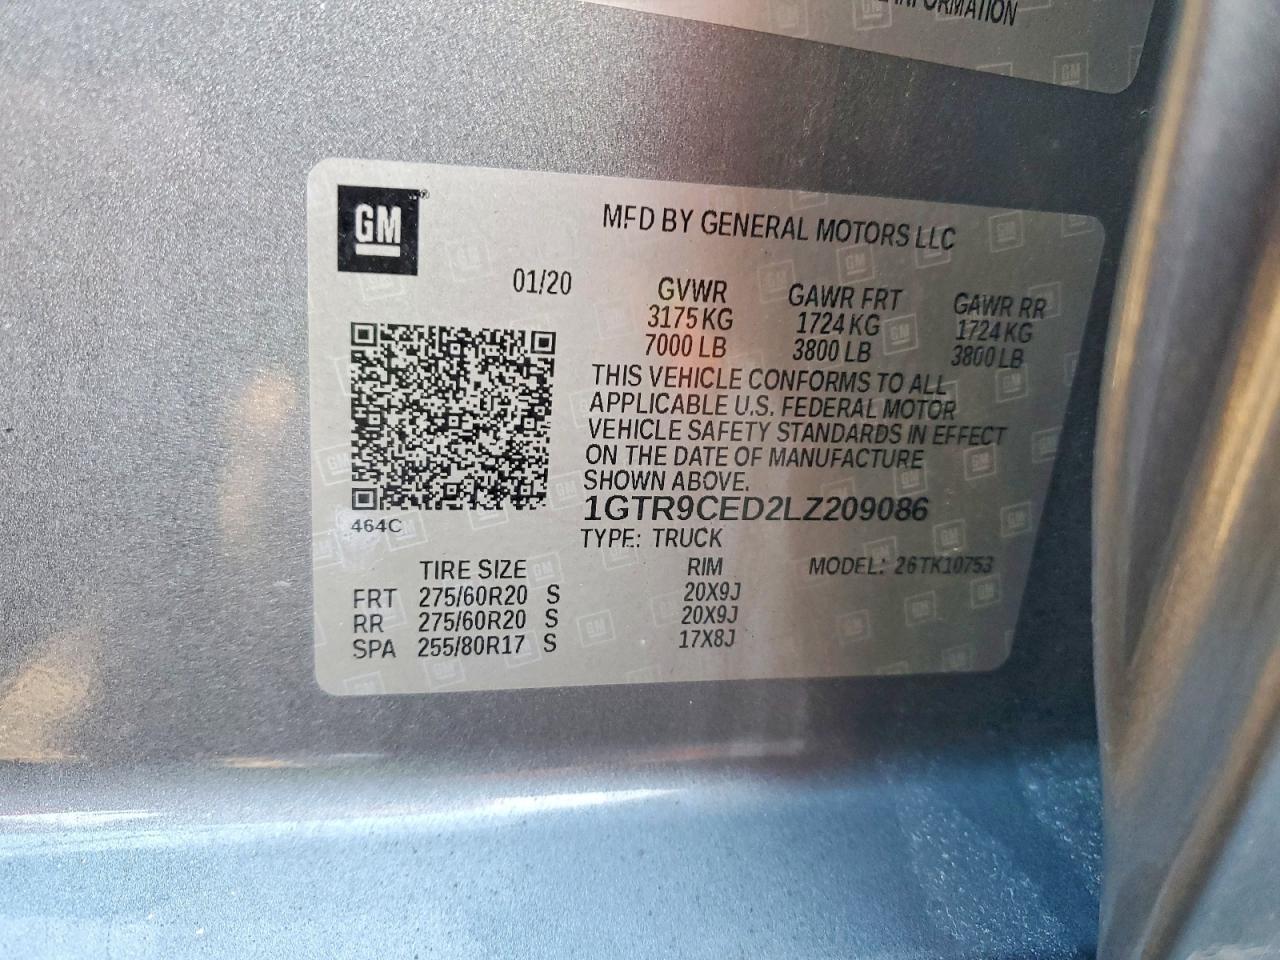 INFORMATION
GM
MFD BY GENERAL MOTORS LLC
01/20
GVWR GAWR FRT GAWR RR
3175 KG 1724 KG 1724 KG
7000 LB 3800 LB 3800 LB
THIS VEHICLE CONFORMS TO ALL
APPLICABLE U.S. FEDERAL MOTOR
VEHICLE SAFETY STANDARDS IN EFFECT
ON THE DATE OF MANUFACTURE
SHOWN ABOVE.
1GTR9CED2LZ209086
464C
TYPE: TRUCK
TIRE SIZE RIM MODEL: 26TK10753
FRT 275/60R20 S 20X9J
RR 275/60R20 S 20X9J
SPA 255/80R17 S 17X8J